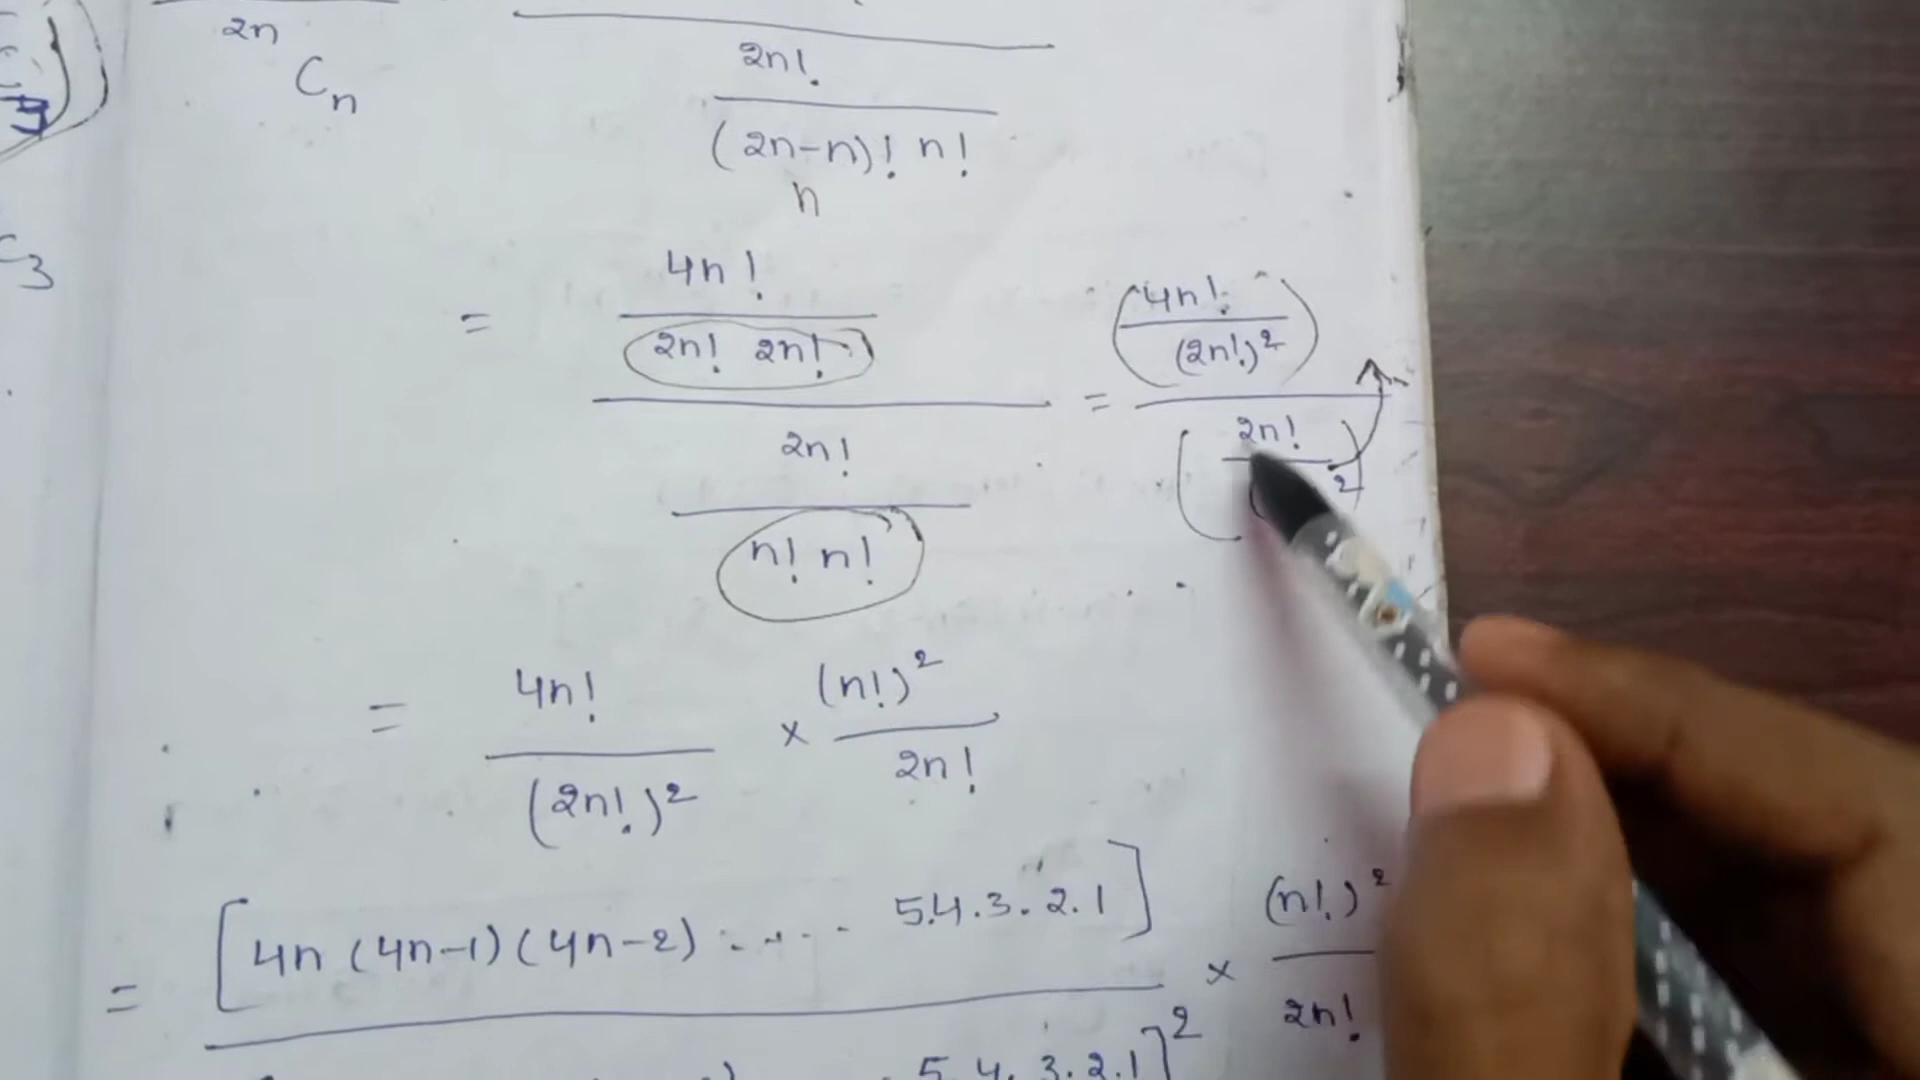 2n C n
2n!
(2n-n)! n!
n
C3
= 4n! / 2n! 2n! / 2n! / n! n! = (4n! / (2n!)² ) / ( 2n! / ² )
= 4n! / (2n!)² × (n!)² / 2n!
= [4n (4n-1) (4n-2) ..... 5.4.3.2.1] × (n!)² / 2n!
5.4.3.2.1]²